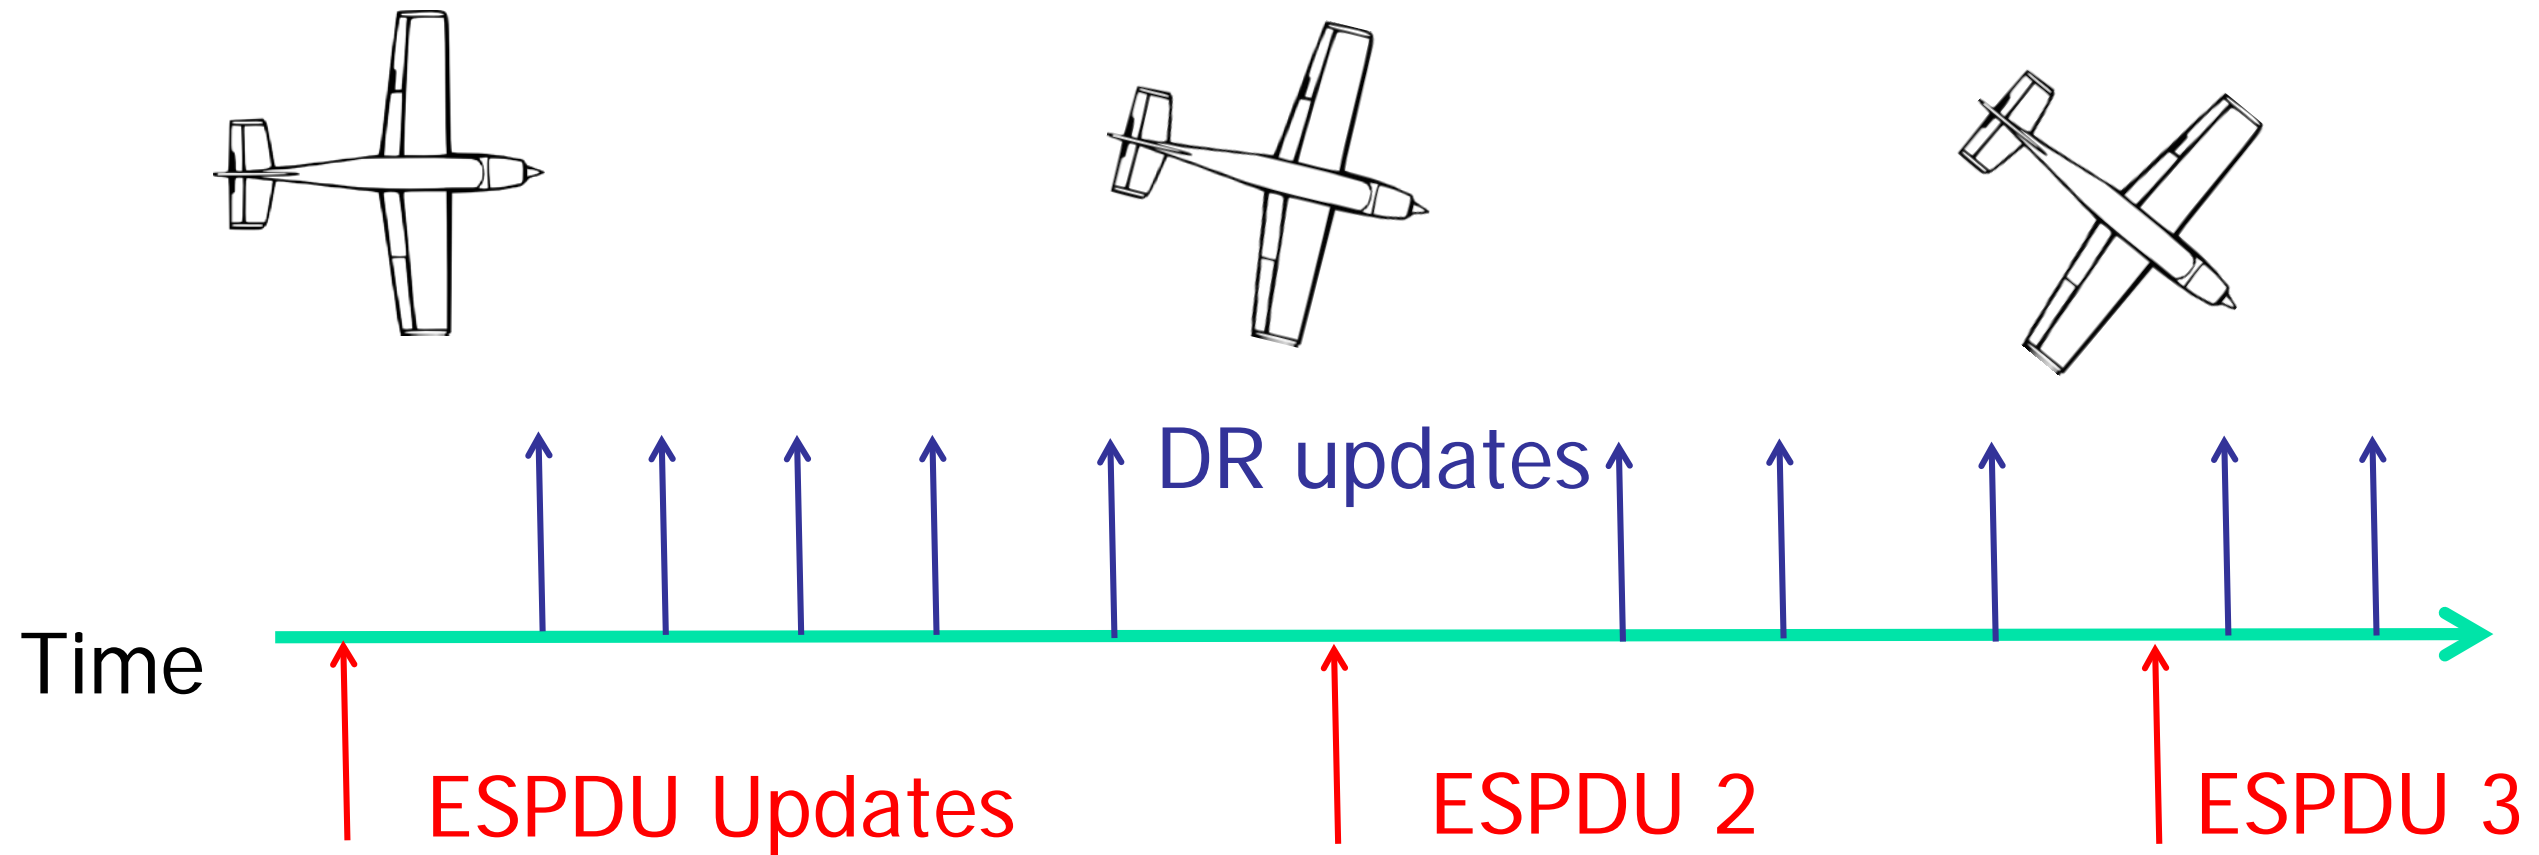 DR updates
Time
ESPDU Updates
ESPDU 2
ESPDU 3